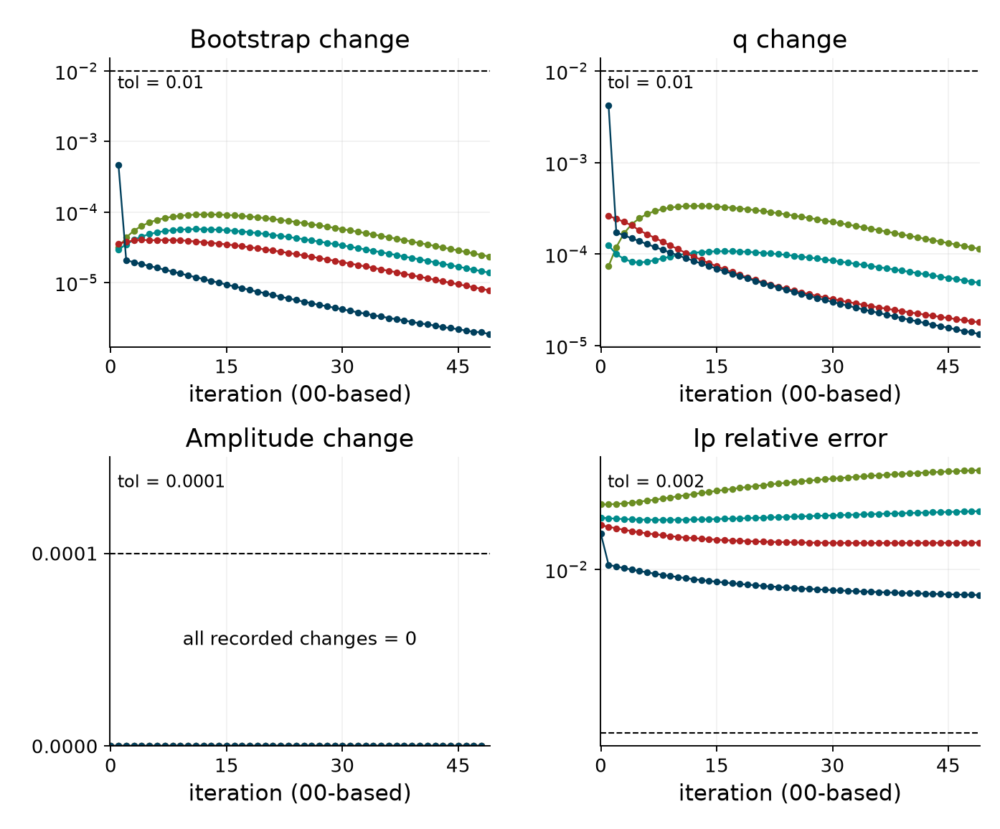 Bootstrap change
10⁻²
tol = 0.01
10⁻³
10⁻⁴
10⁻⁵
0 15 30 45
iteration (00-based)
q change
10⁻²
tol = 0.01
10⁻³
10⁻⁴
10⁻⁵
0 15 30 45
iteration (00-based)
Amplitude change
tol = 0.0001
0.0001
all recorded changes = 0
0.0000
0 15 30 45
iteration (00-based)
Ip relative error
tol = 0.002
10⁻²
0 15 30 45
iteration (00-based)